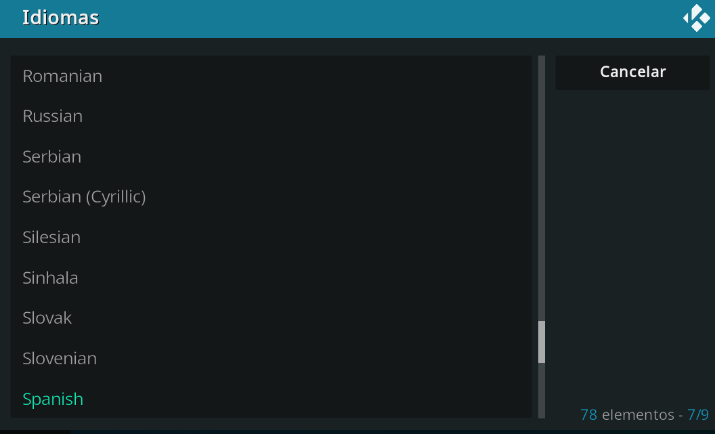 Idiomas
Romanian
Russian
Serbian
Serbian (Cyrillic)
Silesian
Sinhala
Slovak
Slovenian
Spanish
Cancelar
78 elementos - 7/9